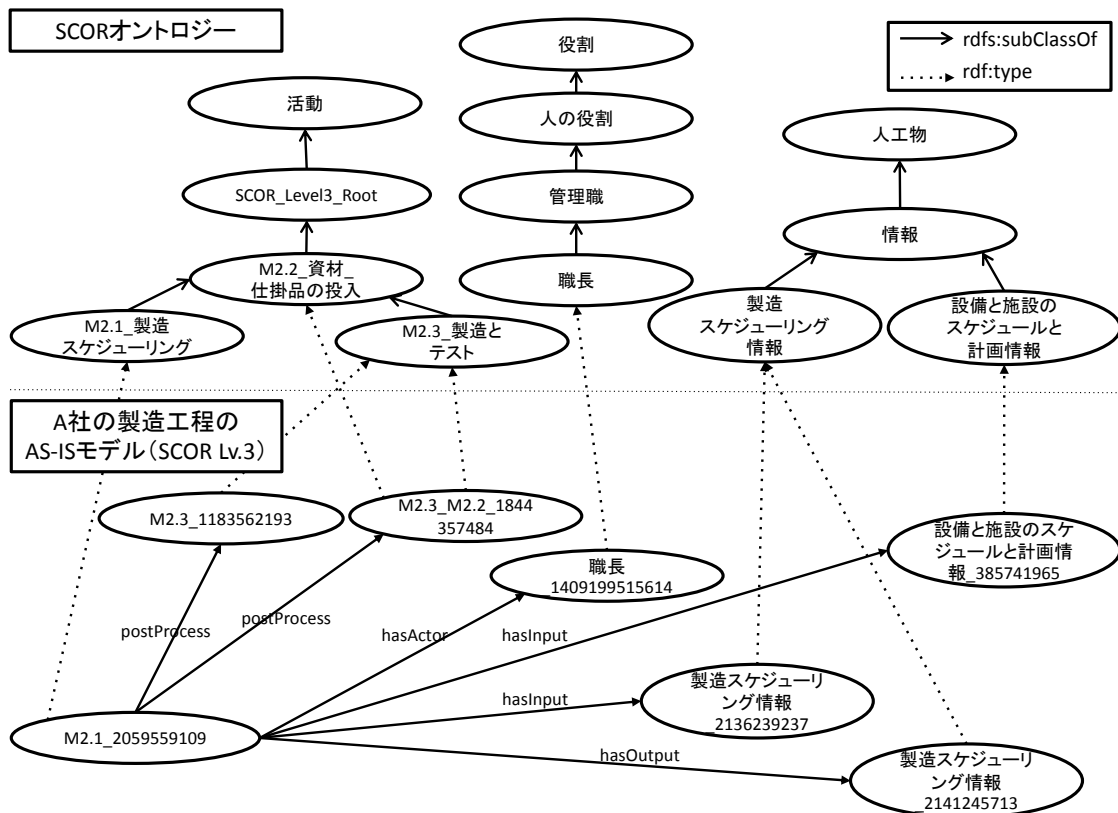 SCORオントロジー
役割
rdfs:subClassOf
rdf:type
活動
人の役割
人工物
SCOR_Level3_Root
管理職
情報
M2.2_資材_
仕掛品の投入
職長
M2.1_製造
スケジューリング
M2.3_製造と
テスト
製造
スケジューリング
情報
設備と施設の
スケジュールと
計画情報
A社の製造工程の
AS-ISモデル（SCOR Lv.3）
M2.3_1183562193
M2.3_M2.2_1844
357484
職長
_1409199515614
設備と施設のスケ
ジュールと計画情
報_385741965
postProcess
postProcess
hasActor
hasInput
hasInput
hasOutput
M2.1_2059559109
製造スケジューリ
ング情報
_2136239237
製造スケジューリ
ング情報
_2141245713